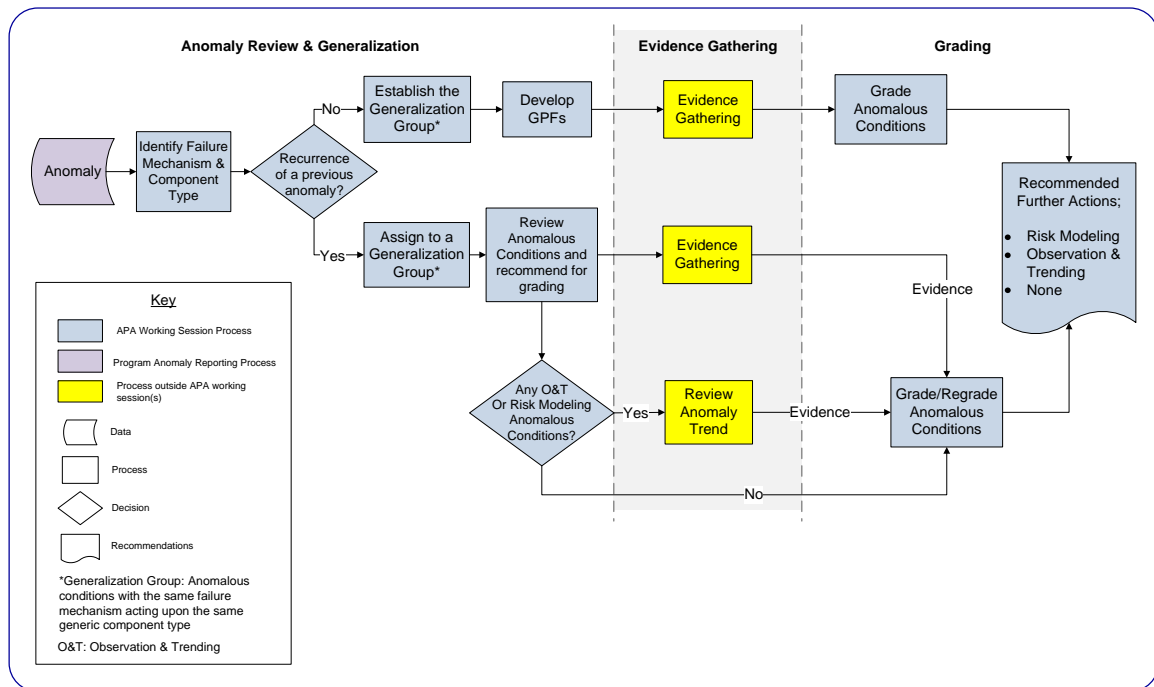 Anomaly Review & Generalization
Evidence Gathering
Grading
Anomaly
Identify Failure
Mechanism &
Component
Type
Recurrence
of a previous
anomaly?
No
Establish the
Generalization
Group*
Develop
GPFs
Evidence
Gathering
Grade
Anomalous
Conditions
Yes
Assign to a
Generalization
Group*
Review
Anomalous
Conditions and
recommend for
grading
Evidence
Gathering
Evidence
Recommended
Further Actions;
● Risk Modeling
● Observation &
Trending
● None
Any O&T
Or Risk Modeling
Anomalous
Conditions?
Yes
Review
Anomaly
Trend
Evidence
Grade/Regrade
Anomalous
Conditions
No
Key
APA Working Session Process
Program Anomaly Reporting Process
Process outside APA working
session(s)
Data
Process
Decision
Recommendations
*Generalization Group: Anomalous
conditions with the same failure
mechanism acting upon the same
generic component type
O&T: Observation & Trending